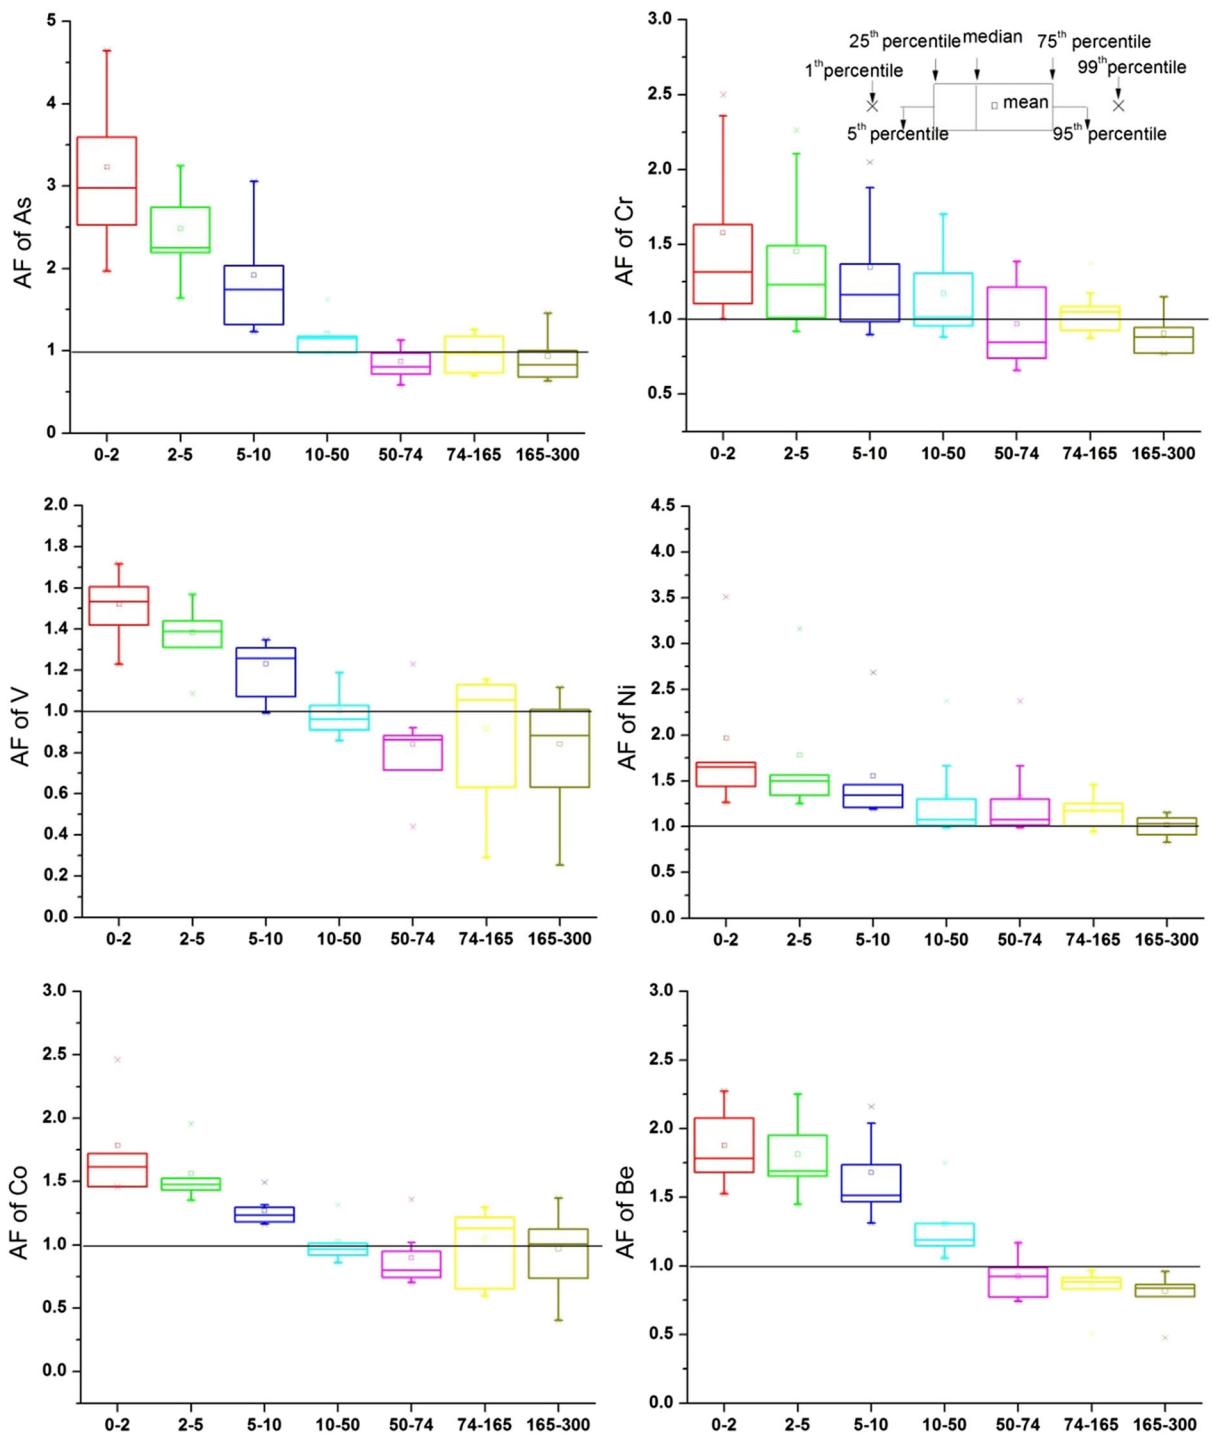 AF of As
5
4
3
2
1
0
0-2 2-5 5-10 10-50 50-74 74-165 165-300
AF of Cr
3.0
2.5
2.0
1.5
1.0
0.5
25th percentile median 75th percentile
1th percentile 99th percentile
mean
5th percentile 95th percentile
0-2 2-5 5-10 10-50 50-74 74-165 165-300
AF of V
2.0
1.8
1.6
1.4
1.2
1.0
0.8
0.6
0.4
0.2
0.0
0-2 2-5 5-10 10-50 50-74 74-165 165-300
AF of Ni
4.5
4.0
3.5
3.0
2.5
2.0
1.5
1.0
0.5
0.0
0-2 2-5 5-10 10-50 50-74 74-165 165-300
AF of Co
3.0
2.5
2.0
1.5
1.0
0.5
0.0
0-2 2-5 5-10 10-50 50-74 74-165 165-300
AF of Be
3.0
2.5
2.0
1.5
1.0
0.5
0.0
0-2 2-5 5-10 10-50 50-74 74-165 165-300